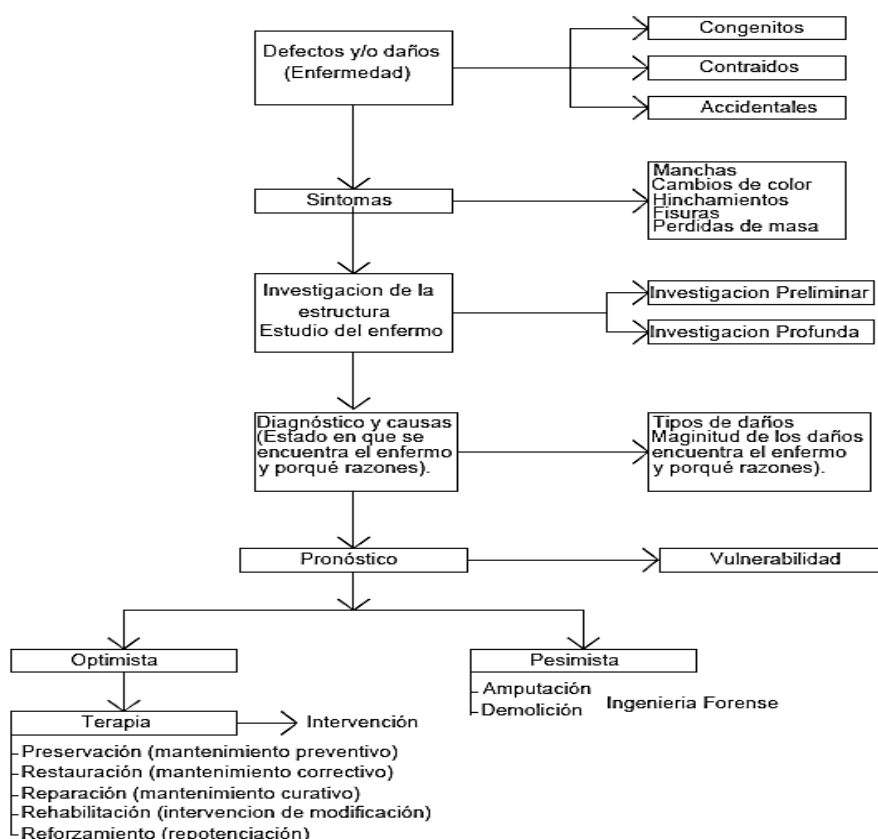 Defectos y/o daños
(Enfermedad)
Congenitos
Contraidos
Accidentales
Sintomas
Manchas
Cambios de color
Hinchamientos
Fisuras
Perdidas de masa
Investigacion de la
estructura
Estudio del enfermo
Investigacion Preliminar
Investigacion Profunda
Diagnóstico y causas
(Estado en que se
encuentra el enfermo
y porqué razones).
Tipos de daños
Maginitud de los daños
encuentra el enfermo
y porqué razones).
Pronóstico
Vulnerabilidad
Optimista
Pesimista
Amputación
Demolición
Ingenieria Forense
Terapia
Intervención
Preservación (mantenimiento preventivo)
Restauración (mantenimiento correctivo)
Reparación (mantenimiento curativo)
Rehabilitación (intervencion de modificación)
Reforzamiento (repotenciación)